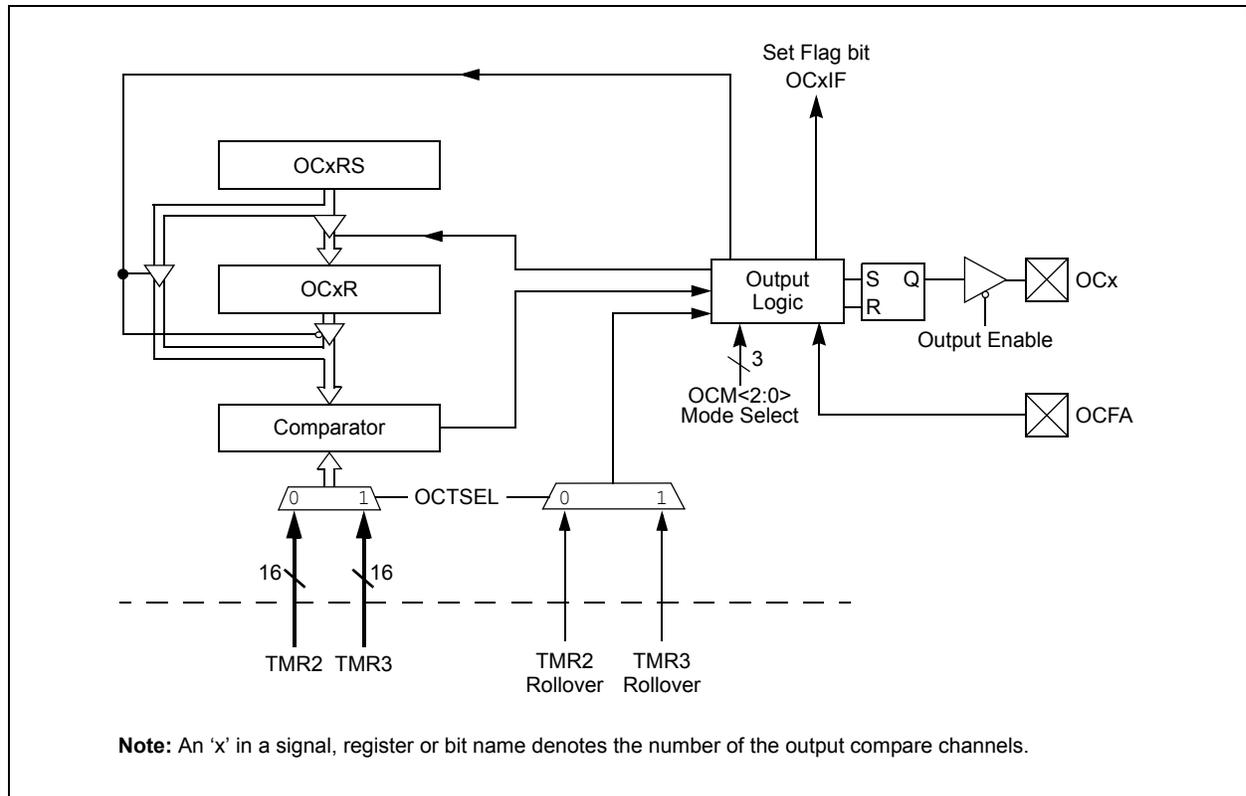 Set Flag bit
OCxIF
OCxRS
OCxR
Output
Logic
S Q
R
OCx
Output Enable
3
OCM<2:0>
Mode Select
OCFA
Comparator
0 1
OCTSEL
0 1
16 16
TMR2 TMR3
TMR2
Rollover
TMR3
Rollover
Note: An ‘x’ in a signal, register or bit name denotes the number of the output compare channels.